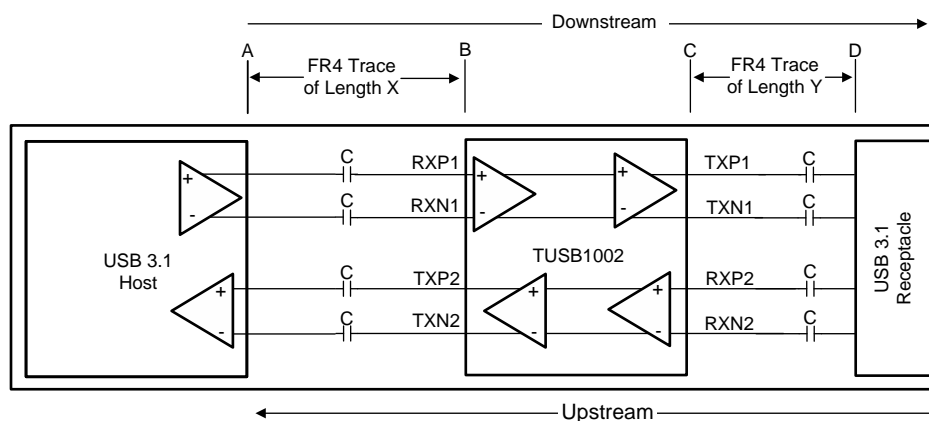 Downstream
A
B
C
D
FR4 Trace
of Length X
FR4 Trace
of Length Y
C
RXP1
TXP1
C
+
+
C
RXN1
TXN1
C
-
-
+
-
USB 3.1
Host
TUSB1002
USB 3.1
Receptacle
C
TXP2
RXP2
C
+
+
+
C
TXN2
RXN2
C
-
-
-
Upstream